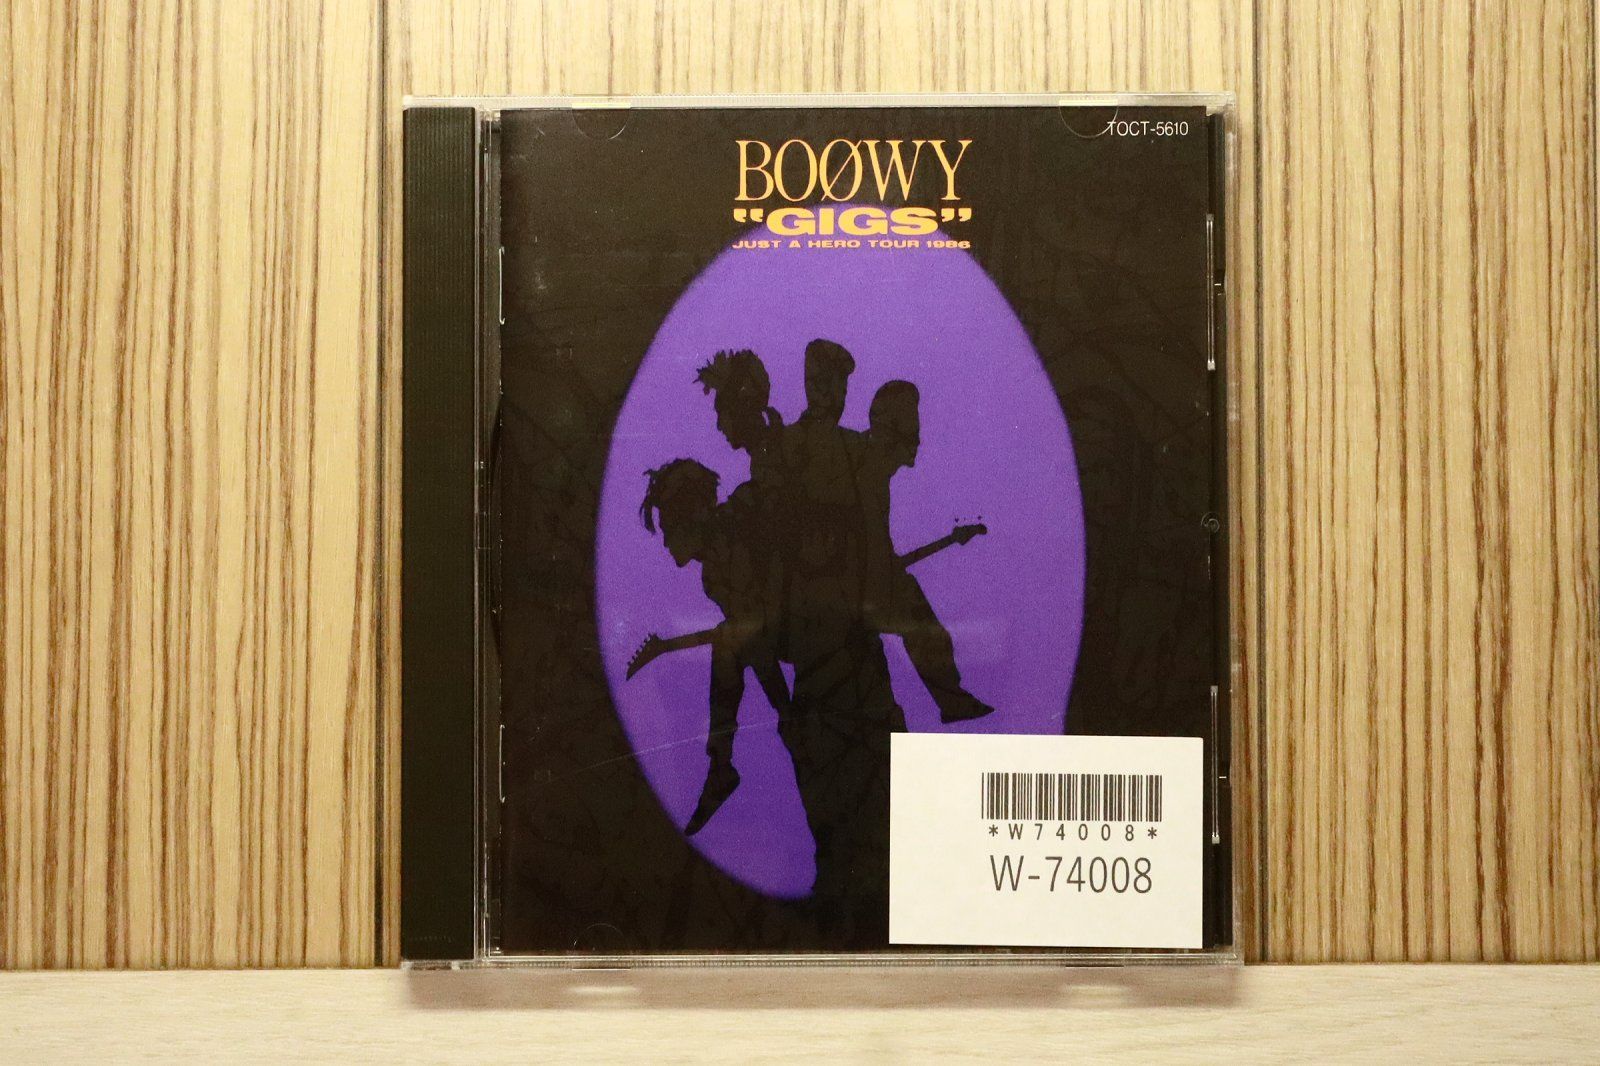 TOCT-5610
BOØWY
"GIGS"
JUST A HERO TOUR 1986
*W74008*
W-74008